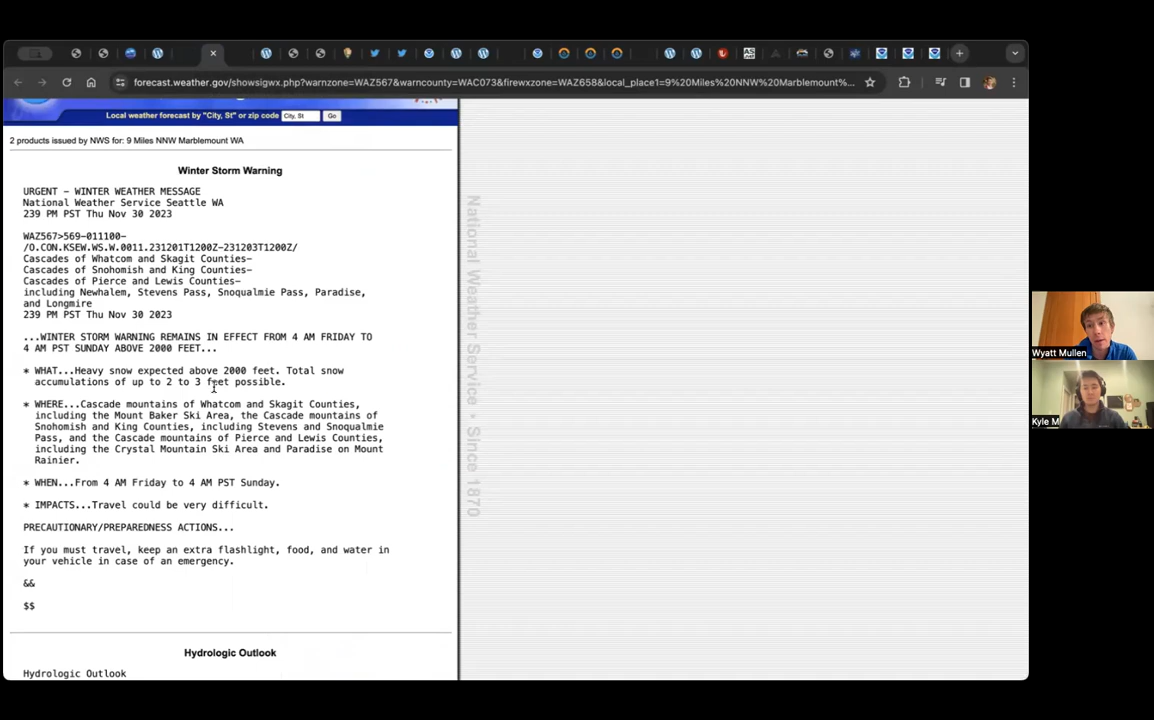 forecast.weather.gov/showsigwx.php?warnzone=WAZ567&warncounty=WAC073&firewxzone=WAZ658&local_place1=9%20Miles%20NNW%20Marblemount%...
Local weather forecast by "City, St" or zip code City, St Go
2 products issued by NWS for: 9 Miles NNW Marblemount WA
Winter Storm Warning
URGENT - WINTER WEATHER MESSAGE
National Weather Service Seattle WA
239 PM PST Thu Nov 30 2023
WAZ567>569-011100-
/O.CON.KSEW.WS.W.0011.231201T1200Z-231203T1200Z/
Cascades of Whatcom and Skagit Counties-
Cascades of Snohomish and King Counties-
Cascades of Pierce and Lewis Counties-
including Newhalem, Stevens Pass, Snoqualmie Pass, Paradise,
and Longmire
239 PM PST Thu Nov 30 2023
...WINTER STORM WARNING REMAINS IN EFFECT FROM 4 AM FRIDAY TO
4 AM PST SUNDAY ABOVE 2000 FEET...
* WHAT...Heavy snow expected above 2000 feet. Total snow
accumulations of up to 2 to 3 feet possible.
* WHERE...Cascade mountains of Whatcom and Skagit Counties,
including the Mount Baker Ski Area, the Cascade mountains of
Snohomish and King Counties, including Stevens and Snoqualmie
Pass, and the Cascade mountains of Pierce and Lewis Counties,
including the Crystal Mountain Ski Area and Paradise on Mount
Rainier.
* WHEN...From 4 AM Friday to 4 AM PST Sunday.
* IMPACTS...Travel could be very difficult.
PRECAUTIONARY/PREPAREDNESS ACTIONS...
If you must travel, keep an extra flashlight, food, and water in
your vehicle in case of an emergency.
&&
$$
Hydrologic Outlook
Hydrologic Outlook
National Weather Service - Since 1870
Wyatt Mullen
Kyle M